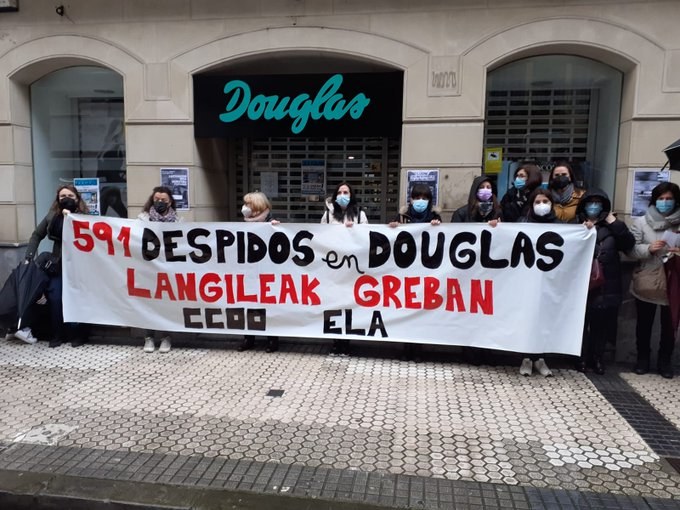 Douglas
591 DESPIDOS en DOUGLAS
LANGILEAK GREBAN
CCOO ELA